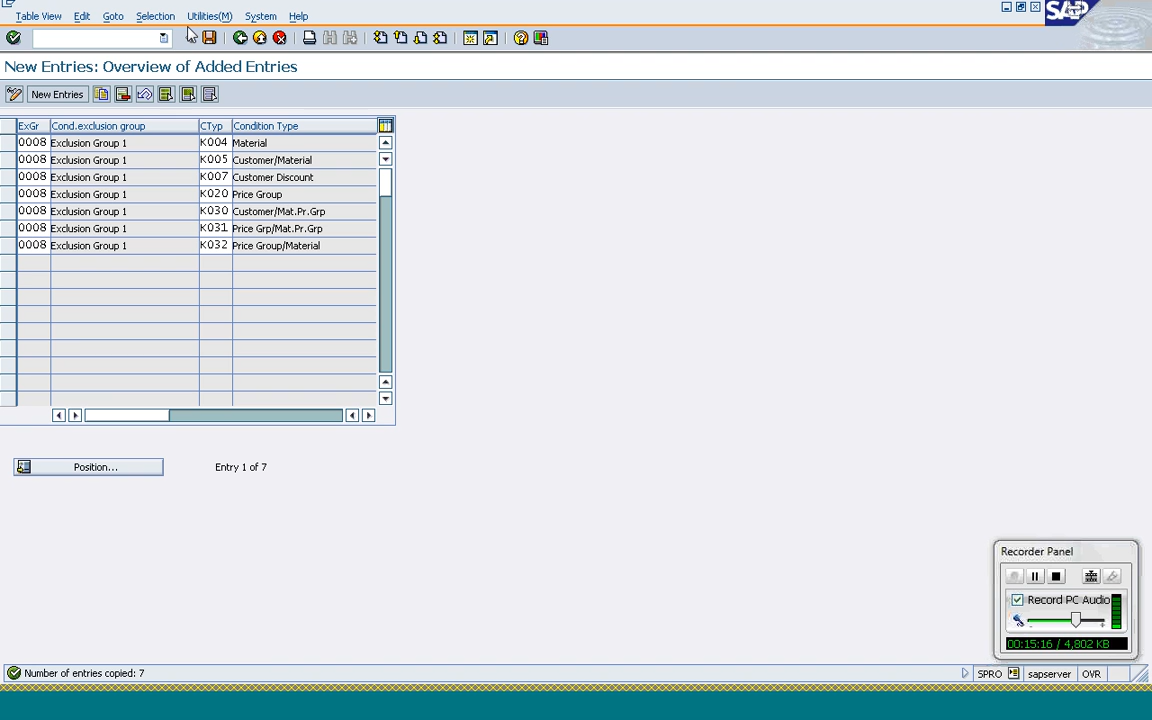 Table View Edit Goto Selection Utilities(M) System Help
SAP
New Entries: Overview of Added Entries
New Entries
ExGr Cond.exclusion group CTyp Condition Type
0008 Exclusion Group 1 K004 Material
0008 Exclusion Group 1 K005 Customer/Material
0008 Exclusion Group 1 K007 Customer Discount
0008 Exclusion Group 1 K020 Price Group
0008 Exclusion Group 1 K030 Customer/Mat.Pr.Grp
0008 Exclusion Group 1 K031 Price Grp/Mat.Pr.Grp
0008 Exclusion Group 1 K032 Price Group/Material
Position... Entry 1 of 7
Recorder Panel
Record PC Audio
00:15:16 / 4,802 KB
Number of entries copied: 7
SPRO sapserver OVR